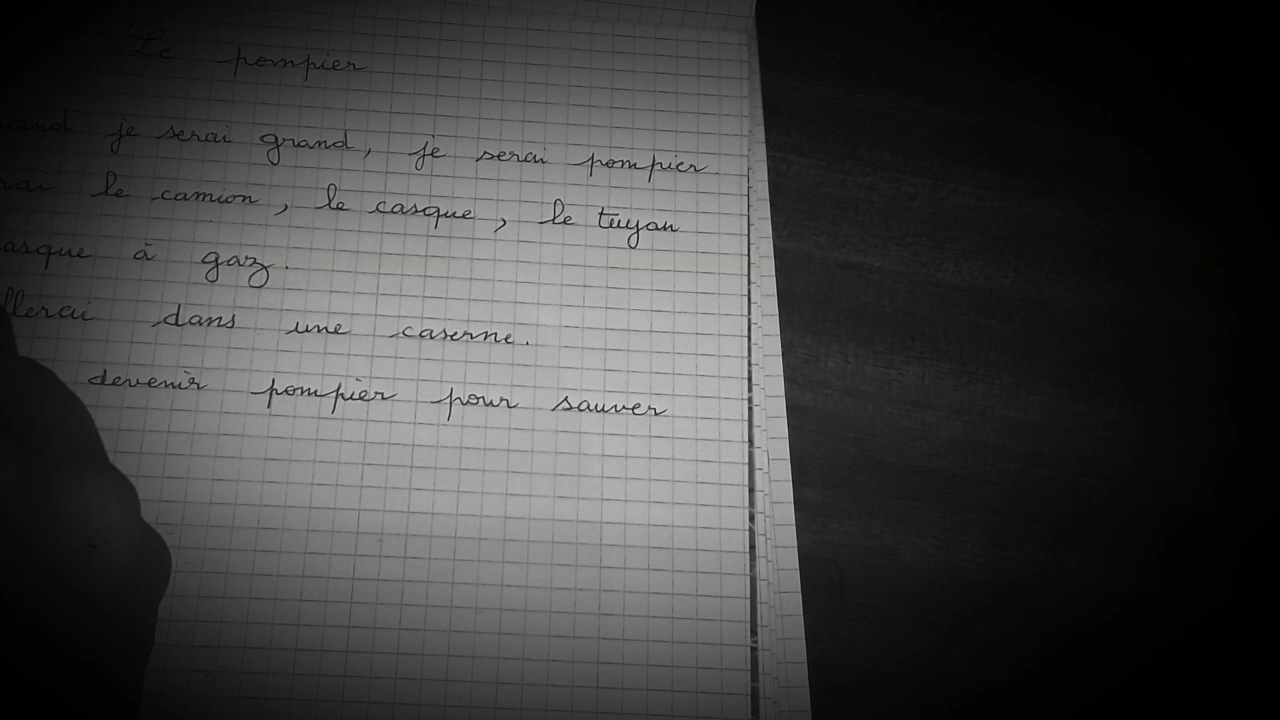 Le pompier
je serai grand, je serai pompier
le camion, le casque, le tuyau
à gaz.
dans une caserne.
devenir pompier pour sauver